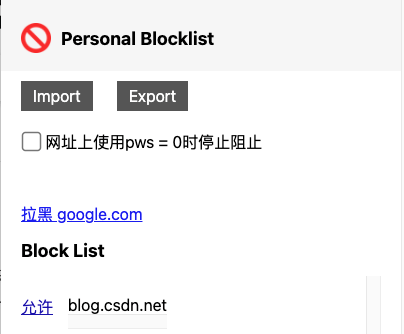 Personal Blocklist
Import Export
网址上使用pws = 0时停止阻止
拉黑 google.com
Block List
允许 blog.csdn.net